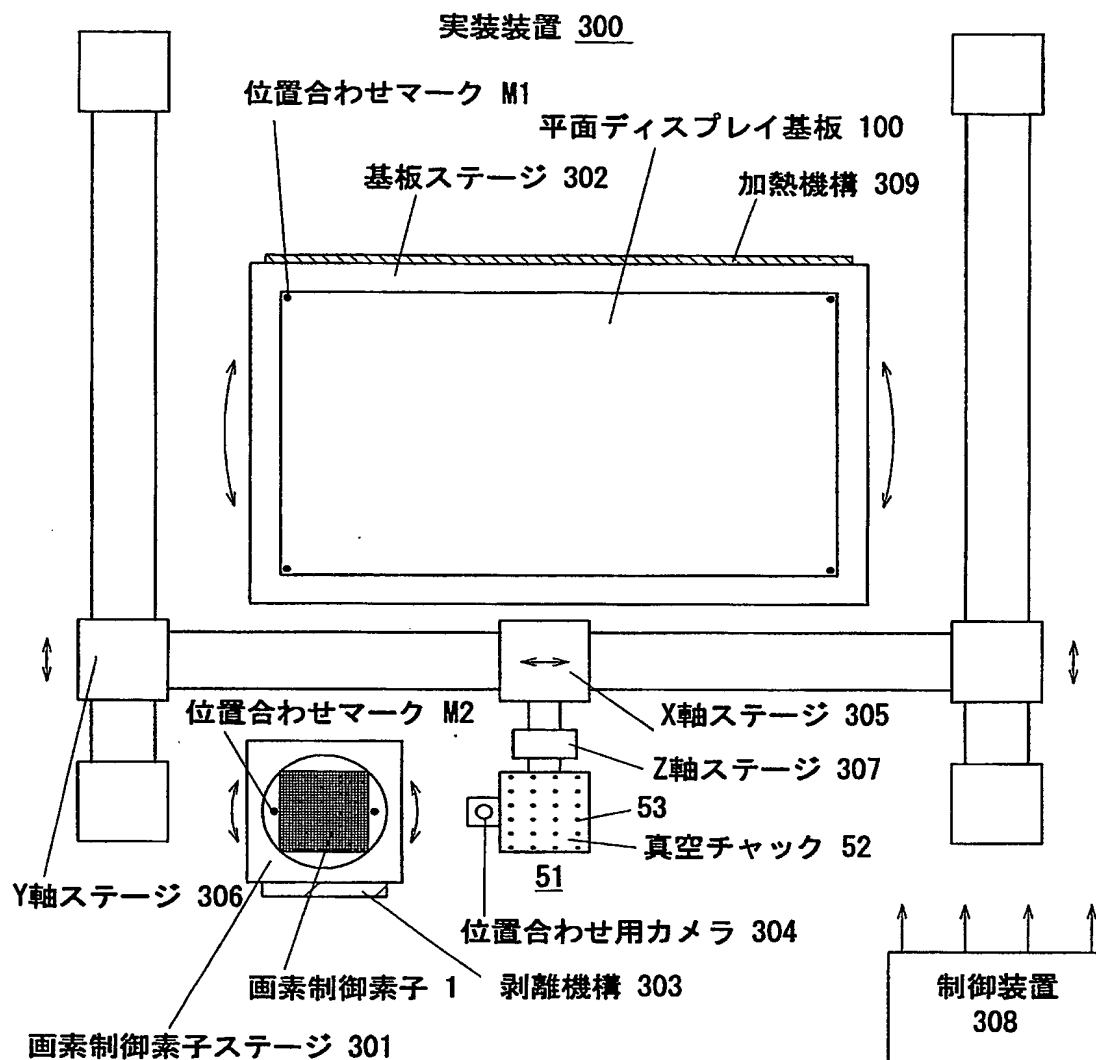 実装装置 300
位置合わせマーク M1
平面ディスプレイ基板 100
基板ステージ 302
加熱機構 309
位置合わせマーク M2
X軸ステージ 305
Z軸ステージ 307
53
真空チャック 52
51
Y軸ステージ 306
位置合わせ用カメラ 304
画素制御素子 1
剥離機構 303
制御装置
308
画素制御素子ステージ 301